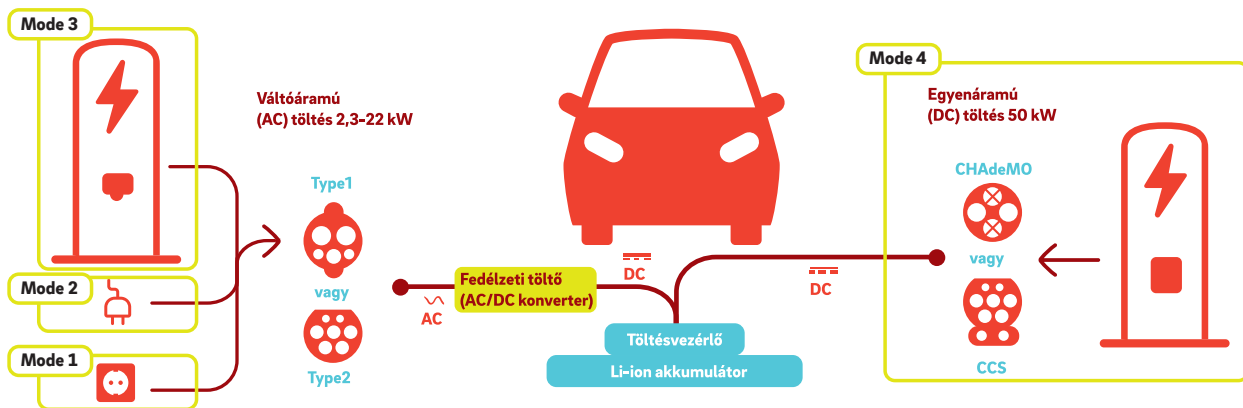 Mode 3
Váltóáramú
(AC) töltés 2,3-22 kW
Type1
vagy
Type2
Mode 2
Mode 1
AC
Fedélzeti töltő
(AC/DC konverter)
DC
DC
Töltésvezérlő
Li-ion akkumulátor
Mode 4
Egyenáramú
(DC) töltés 50 kW
CHAdeMO
vagy
CCS